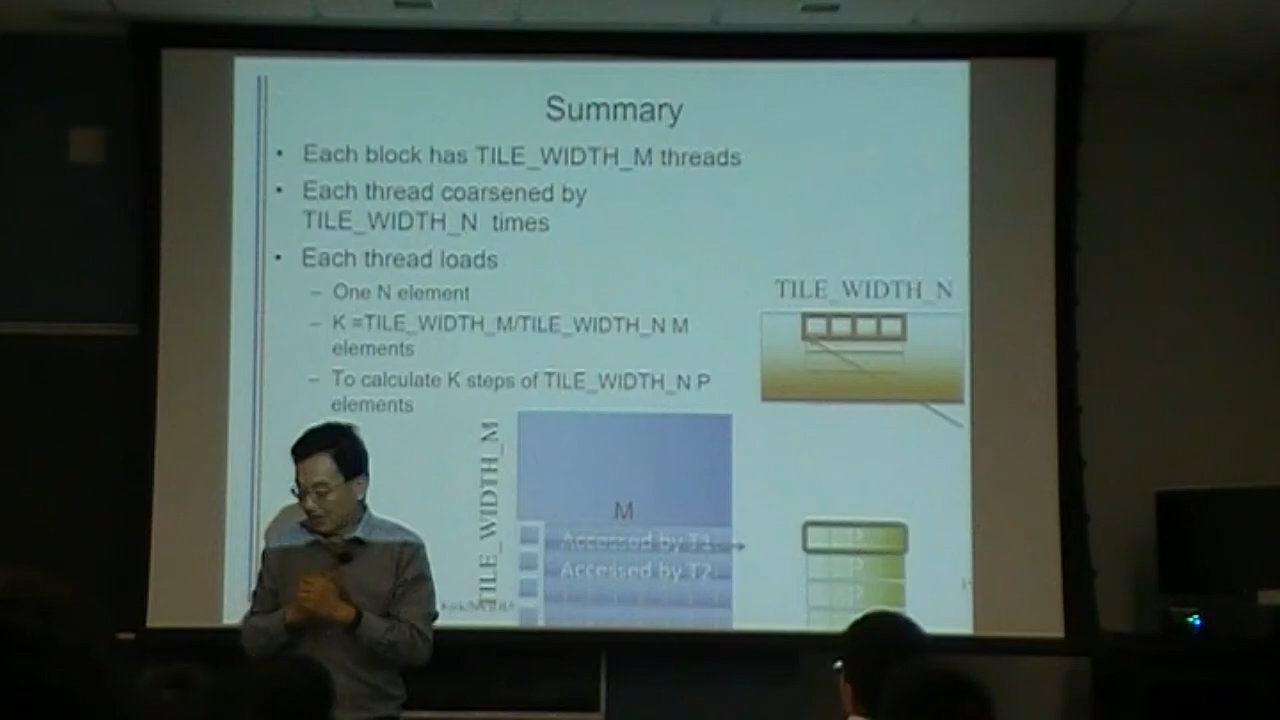 Summary
• Each block has TILE_WIDTH_M threads
• Each thread coarsened by
TILE_WIDTH_N times
• Each thread loads
– One N element
– K =TILE_WIDTH_M/TILE_WIDTH_N M
elements
– To calculate K steps of TILE_WIDTH_N P
elements
TILE_WIDTH_N
TILE_WIDTH_M
M
Accessed by T1
Accessed by T2
P
P
P